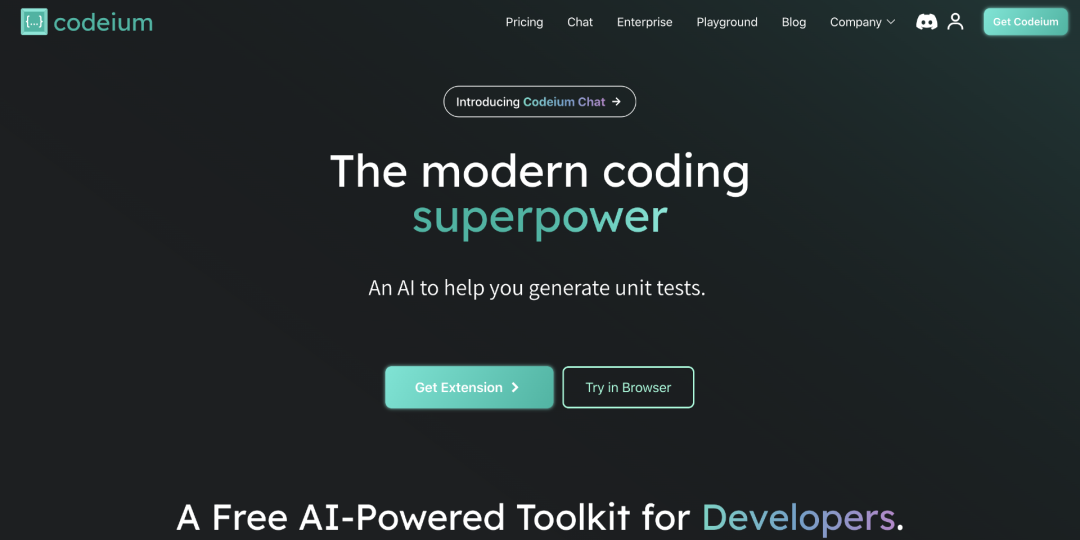 {...} codeium
Pricing Chat Enterprise Playground Blog Company Get Codeium
Introducing Codeium Chat →
The modern coding
superpower
An AI to help you generate unit tests.
Get Extension Try in Browser
A Free AI-Powered Toolkit for Developers.